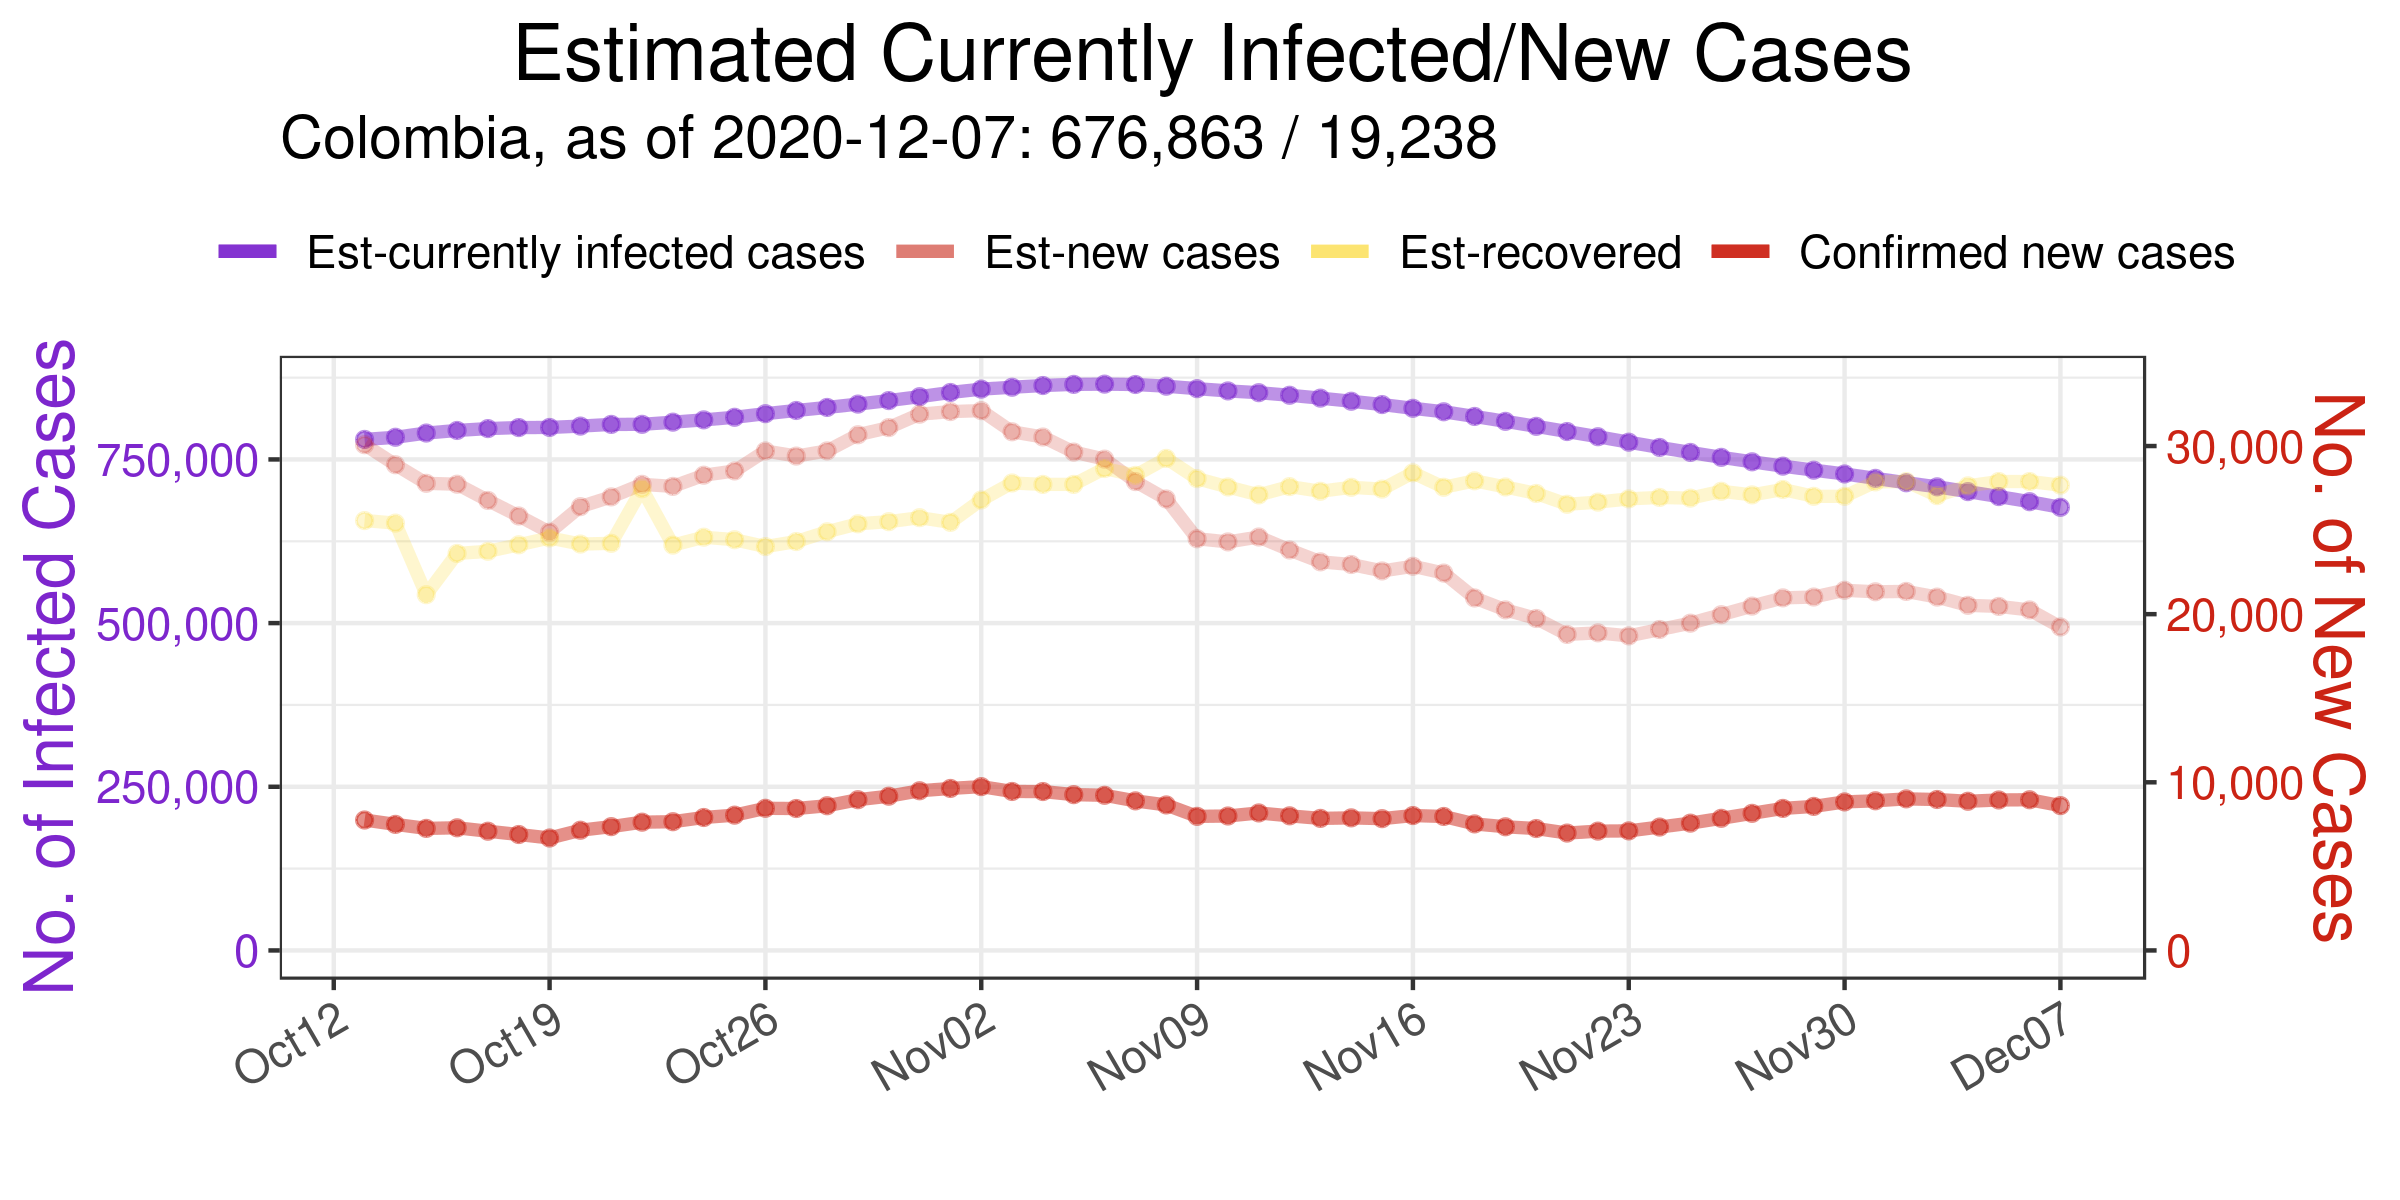 Estimated Currently Infected/New Cases
Colombia, as of 2020-12-07: 676,863 / 19,238
Est-currently infected cases Est-new cases Est-recovered Confirmed new cases
No. of Infected Cases
750,000
500,000
250,000
0
30,000
20,000
10,000
0
No. of New Cases
Oct12 Oct19 Oct26 Nov02 Nov09 Nov16 Nov23 Nov30 Dec07